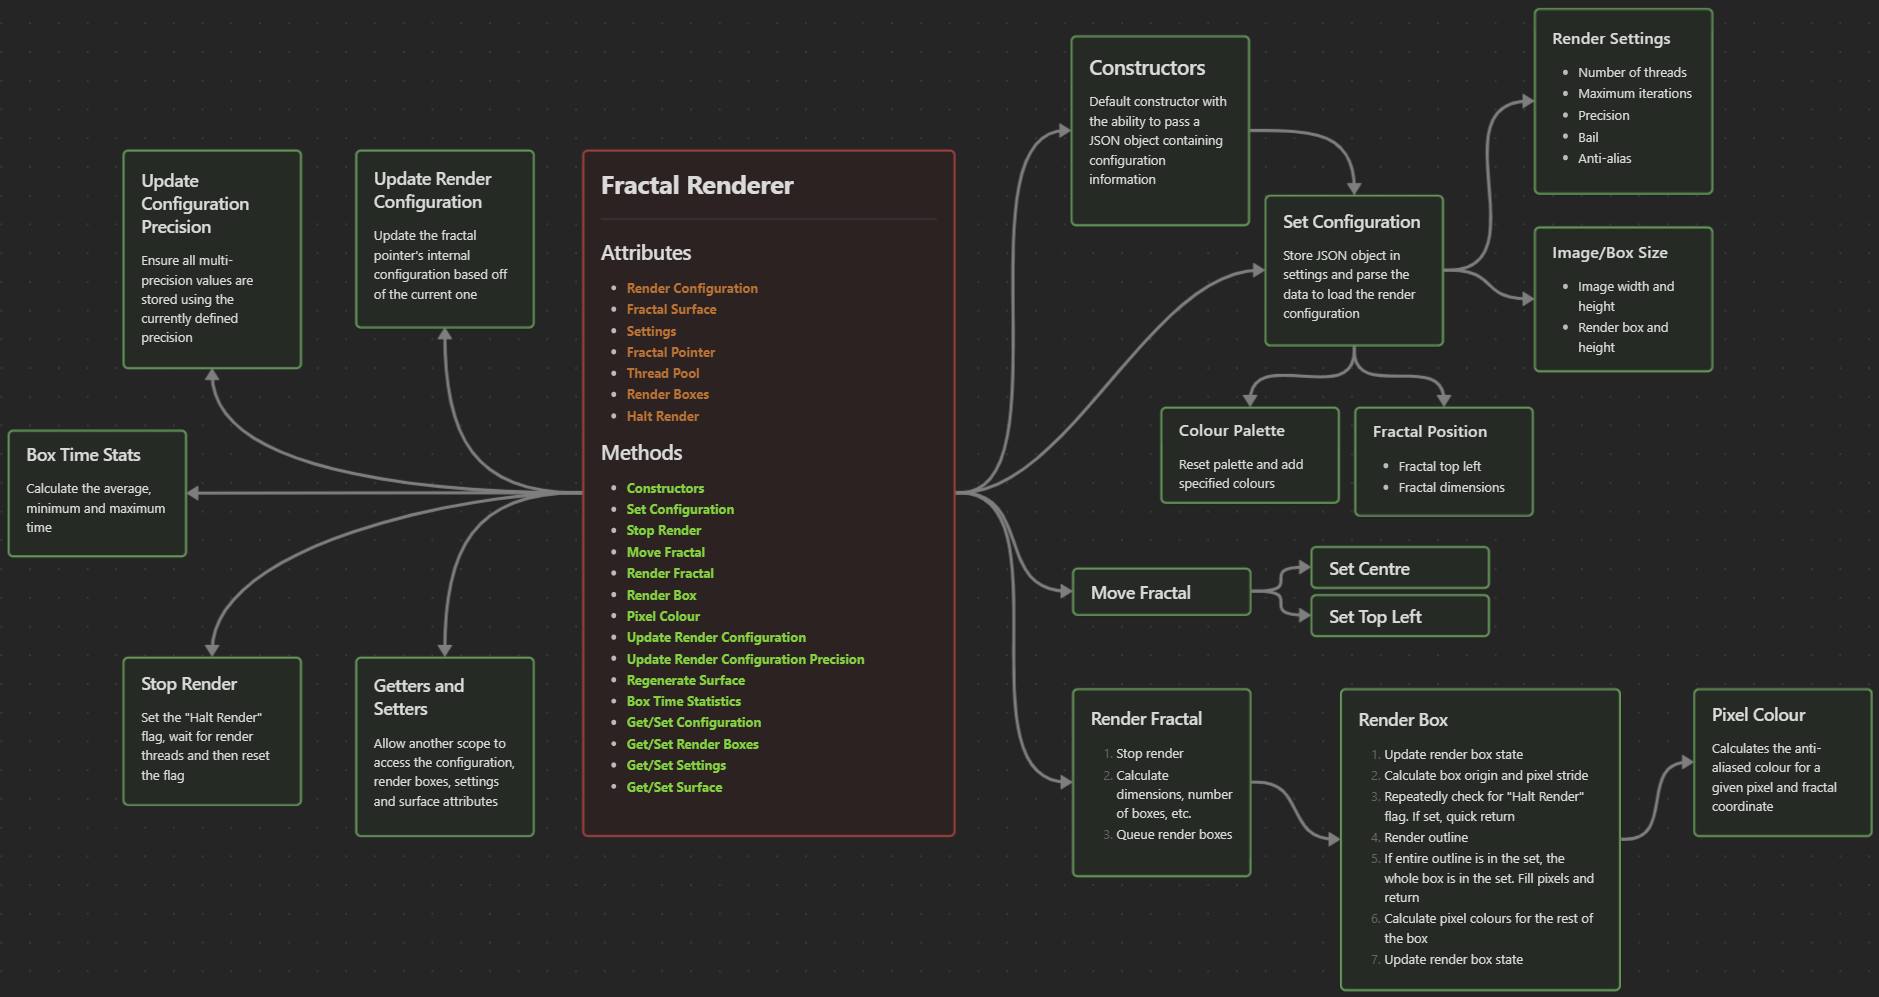 Update
Configuration
Precision
Ensure all multi-
precision values are
stored using the
currently defined
precision
Update Render
Configuration
Update the fractal
pointer's internal
configuration based off
of the current one
Box Time Stats
Calculate the average,
minimum and maximum
time
Stop Render
Set the "Halt Render"
flag, wait for render
threads and then reset
the flag
Getters and
Setters
Allow another scope to
access the configuration,
render boxes, settings
and surface attributes
Fractal Renderer
Attributes
• Render Configuration
• Fractal Surface
• Settings
• Fractal Pointer
• Thread Pool
• Render Boxes
• Halt Render
Methods
• Constructors
• Set Configuration
• Stop Render
• Move Fractal
• Render Fractal
• Render Box
• Pixel Colour
• Update Render Configuration
• Update Render Configuration Precision
• Regenerate Surface
• Box Time Statistics
• Get/Set Configuration
• Get/Set Render Boxes
• Get/Set Settings
• Get/Set Surface
Constructors
Default constructor with
the ability to pass a
JSON object containing
configuration
information
Set Configuration
Store JSON object in
settings and parse the
data to load the render
configuration
Render Settings
• Number of threads
• Maximum iterations
• Precision
• Bail
• Anti-alias
Image/Box Size
• Image width and
height
• Render box and
height
Colour Palette
Reset palette and add
specified colours
Fractal Position
• Fractal top left
• Fractal dimensions
Move Fractal
Set Centre
Set Top Left
Render Fractal
1. Stop render
2. Calculate
dimensions, number
of boxes, etc.
3. Queue render boxes
Render Box
1. Update render box state
2. Calculate box origin and pixel stride
3. Repeatedly check for "Halt Render"
flag. If set, quick return
4. Render outline
5. If entire outline is in the set, the
whole box is in the set. Fill pixels and
return
6. Calculate pixel colours for the rest of
the box
7. Update render box state
Pixel Colour
Calculates the anti-
aliased colour for a
given pixel and fractal
coordinate